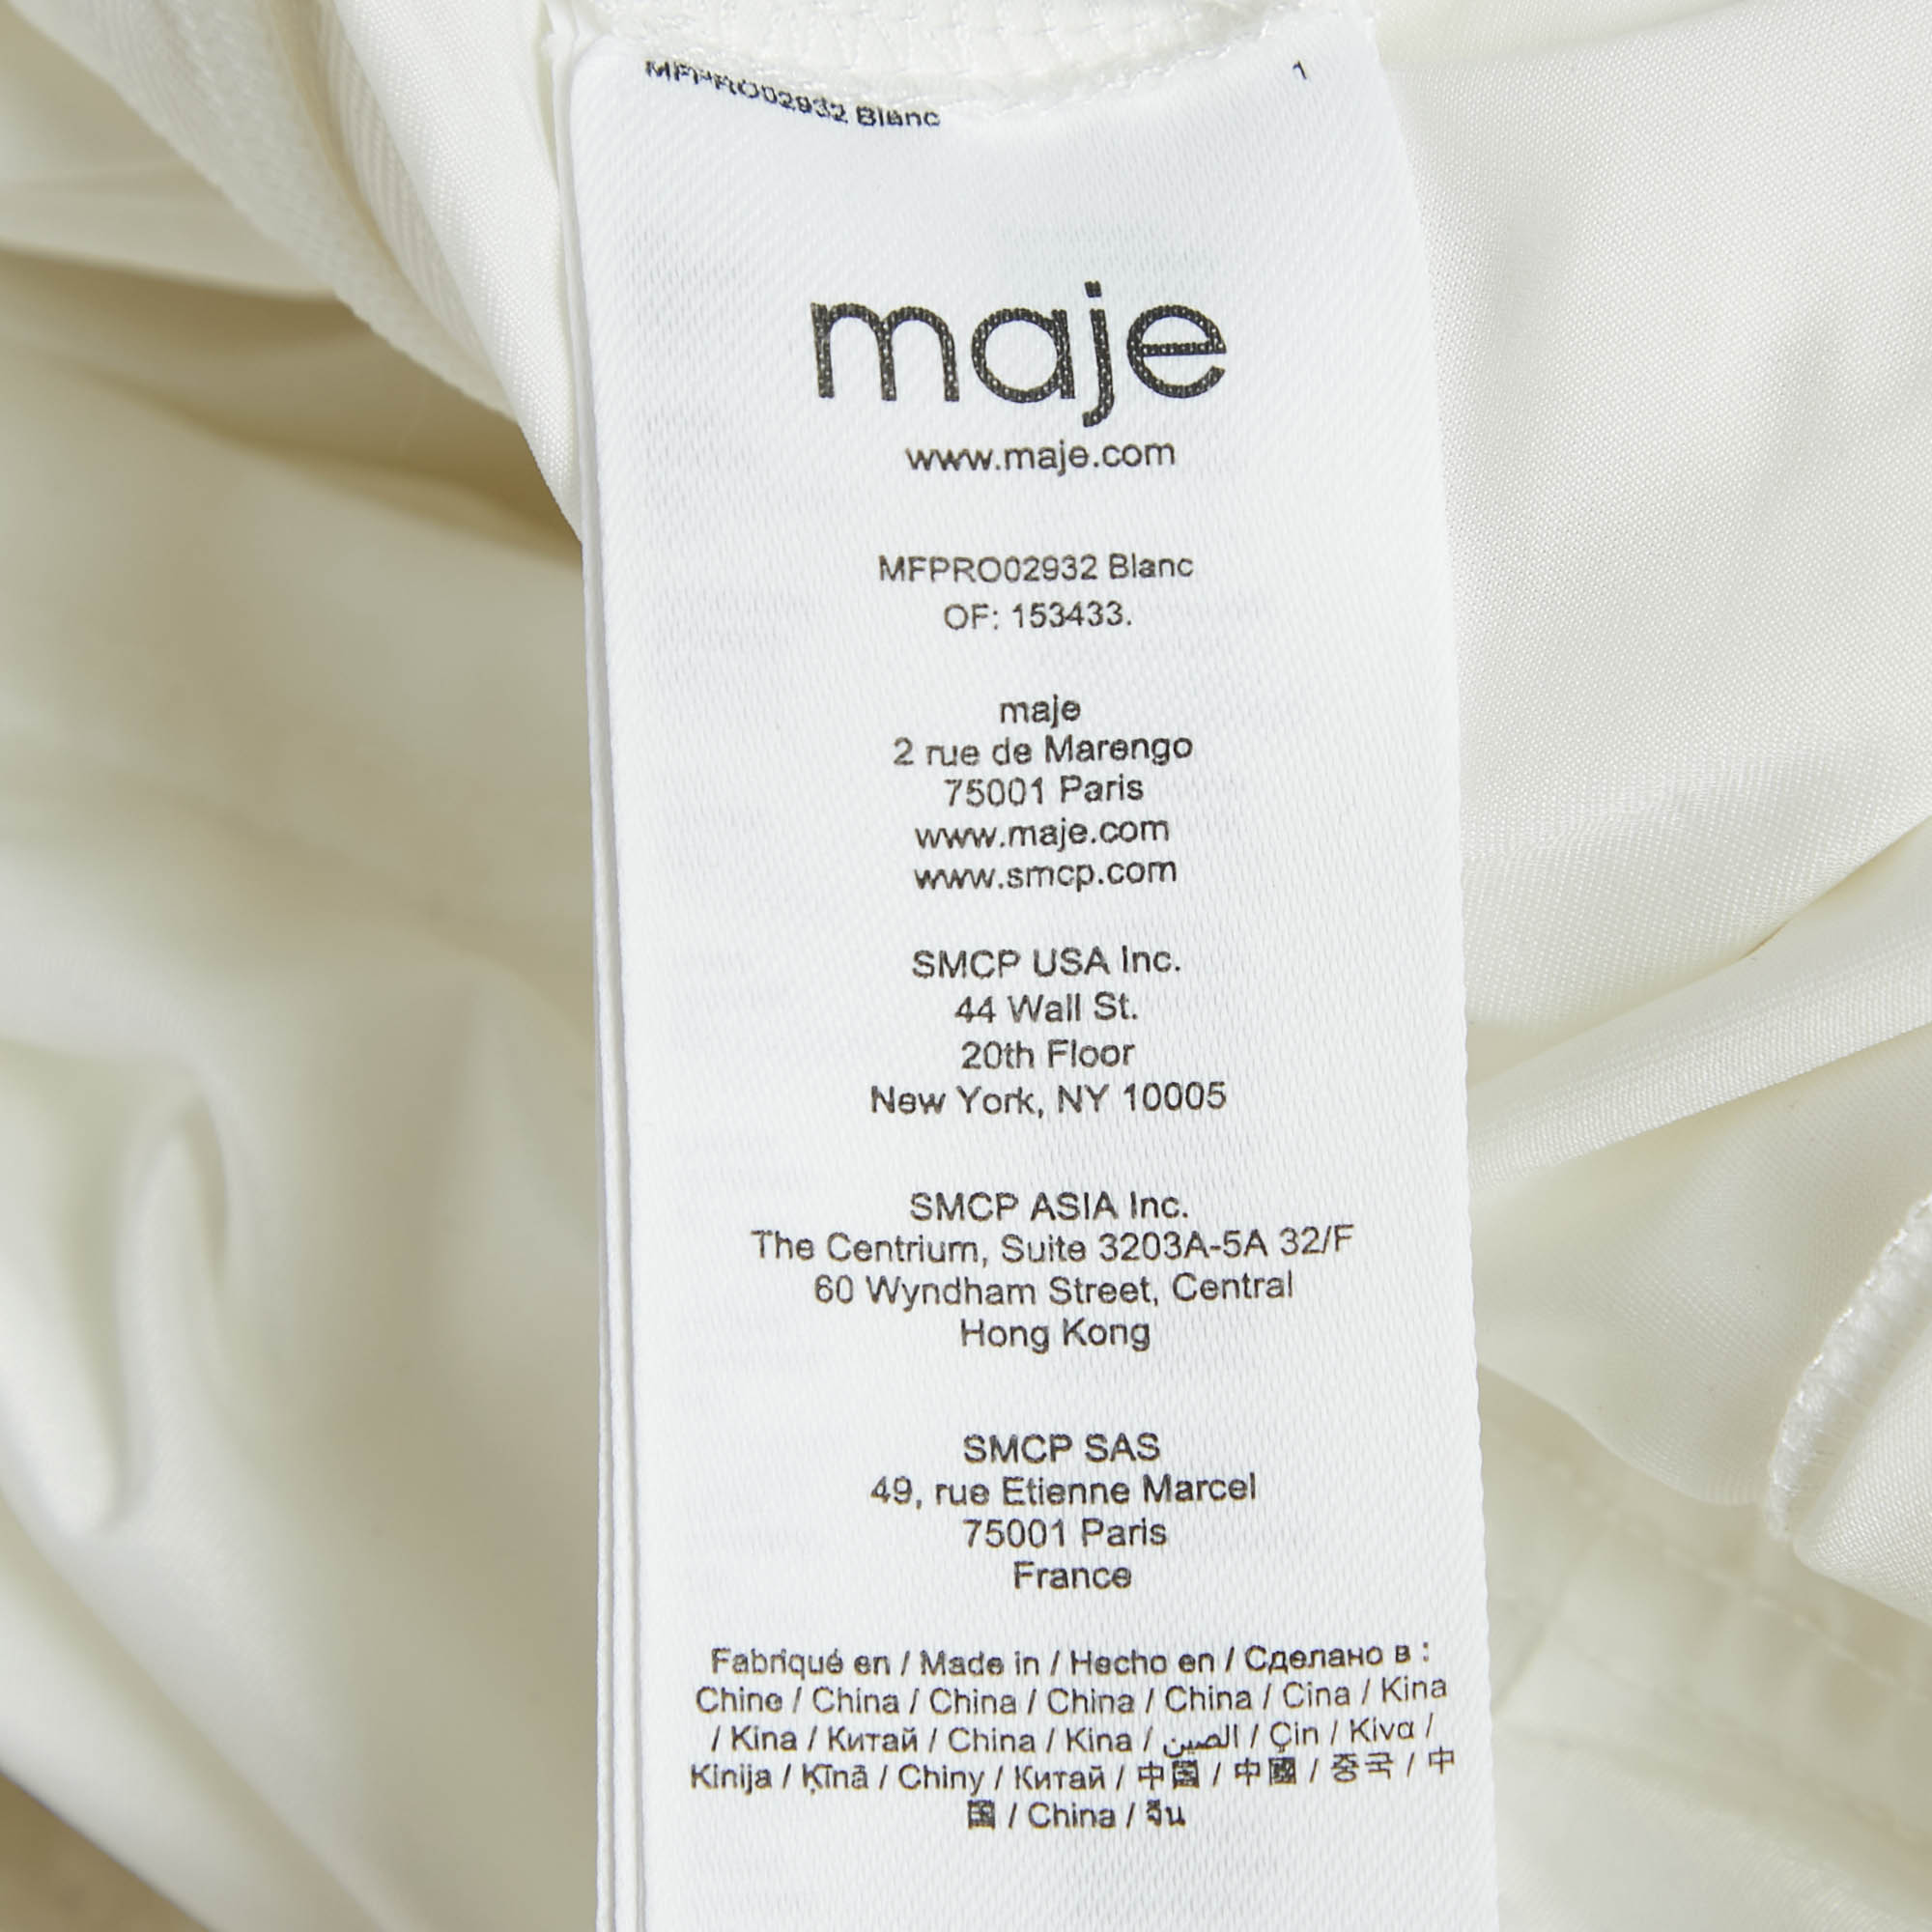 MFPRO02932 Blanc
1
maje
www.maje.com
MFPRO02932 Blanc
OF: 153433.
maje
2 rue de Marengo
75001 Paris
www.maje.com
www.smcp.com
SMCP USA Inc.
44 Wall St.
20th Floor
New York, NY 10005
SMCP ASIA Inc.
The Centrium, Suite 3203A-5A 32/F
60 Wyndham Street, Central
Hong Kong
SMCP SAS
49, rue Etienne Marcel
75001 Paris
France
Fabriqué en / Made in / Hecho en / Сделано в :
Chine / China / China / China / China / Cina / Kina
/ Kina / Китай / China / Kina / الصين / Çin / Κινα /
Kinija / Ķīnā / Chiny / Китай / 中国 / 中國 / 중국 / 中
国 / China / จีน